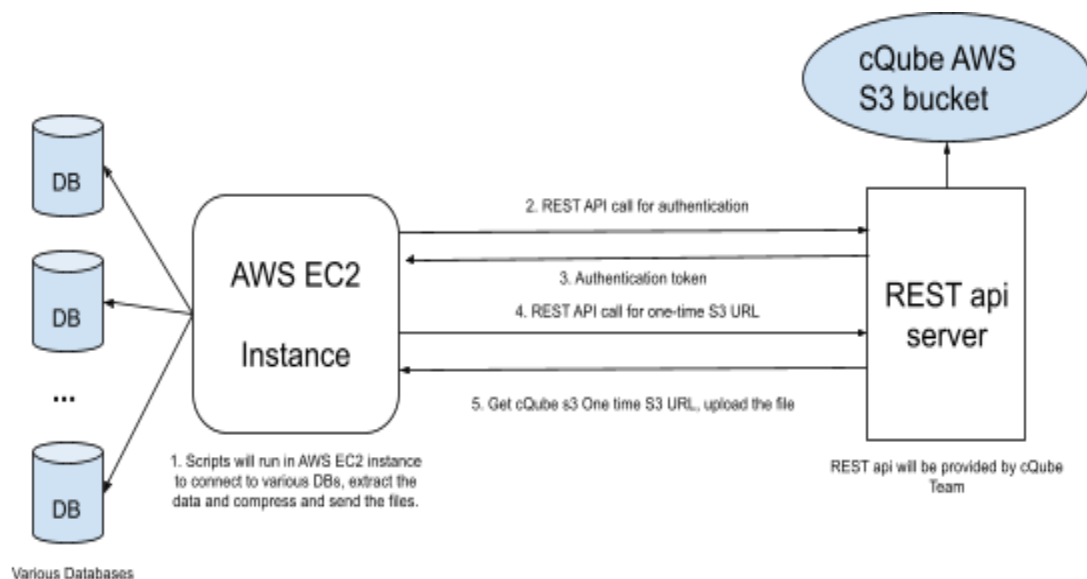 cQube AWS
S3 bucket
DB
DB
...
DB
Various Databases
AWS EC2
Instance
1. Scripts will run in AWS EC2 instance
to connect to various DBs, extract the
data and compress and send the files.
2. REST API call for authentication
3. Authentication token
4. REST API call for one-time S3 URL
5. Get cQube s3 One time S3 URL, upload the file
REST api
server
REST api will be provided by cQube
Team